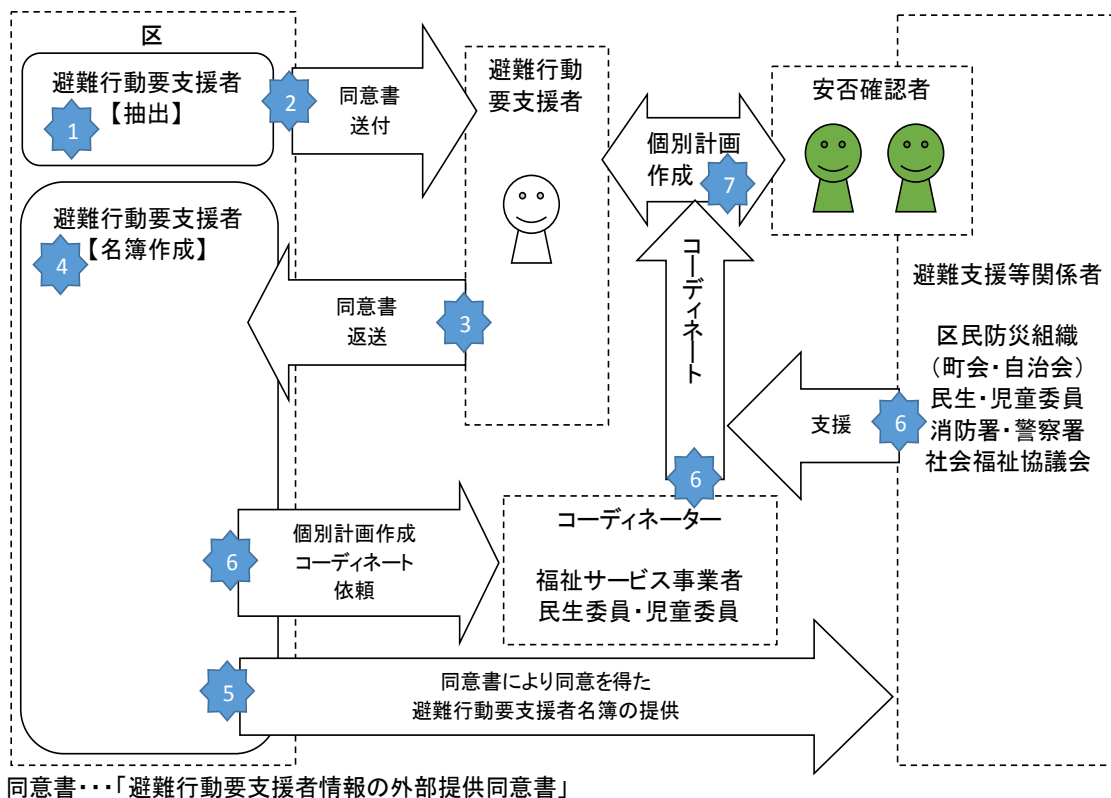 区
避難行動要支援者
【抽出】
1
2
同意書
送付
避難行動
要支援者
安否確認者
個別計画
作成
7
避難行動要支援者
【名簿作成】
4
同意書
返送
3
コーディネート
避難支援等関係者
区民防災組織
(町会・自治会)
民生・児童委員
消防署・警察署
社会福祉協議会
支援
6
6
個別計画作成
コーディネート
依頼
6
コーディネーター
福祉サービス事業者
民生委員・児童委員
5
同意書により同意を得た
避難行動要支援者名簿の提供
同意書・・・「避難行動要支援者情報の外部提供同意書」